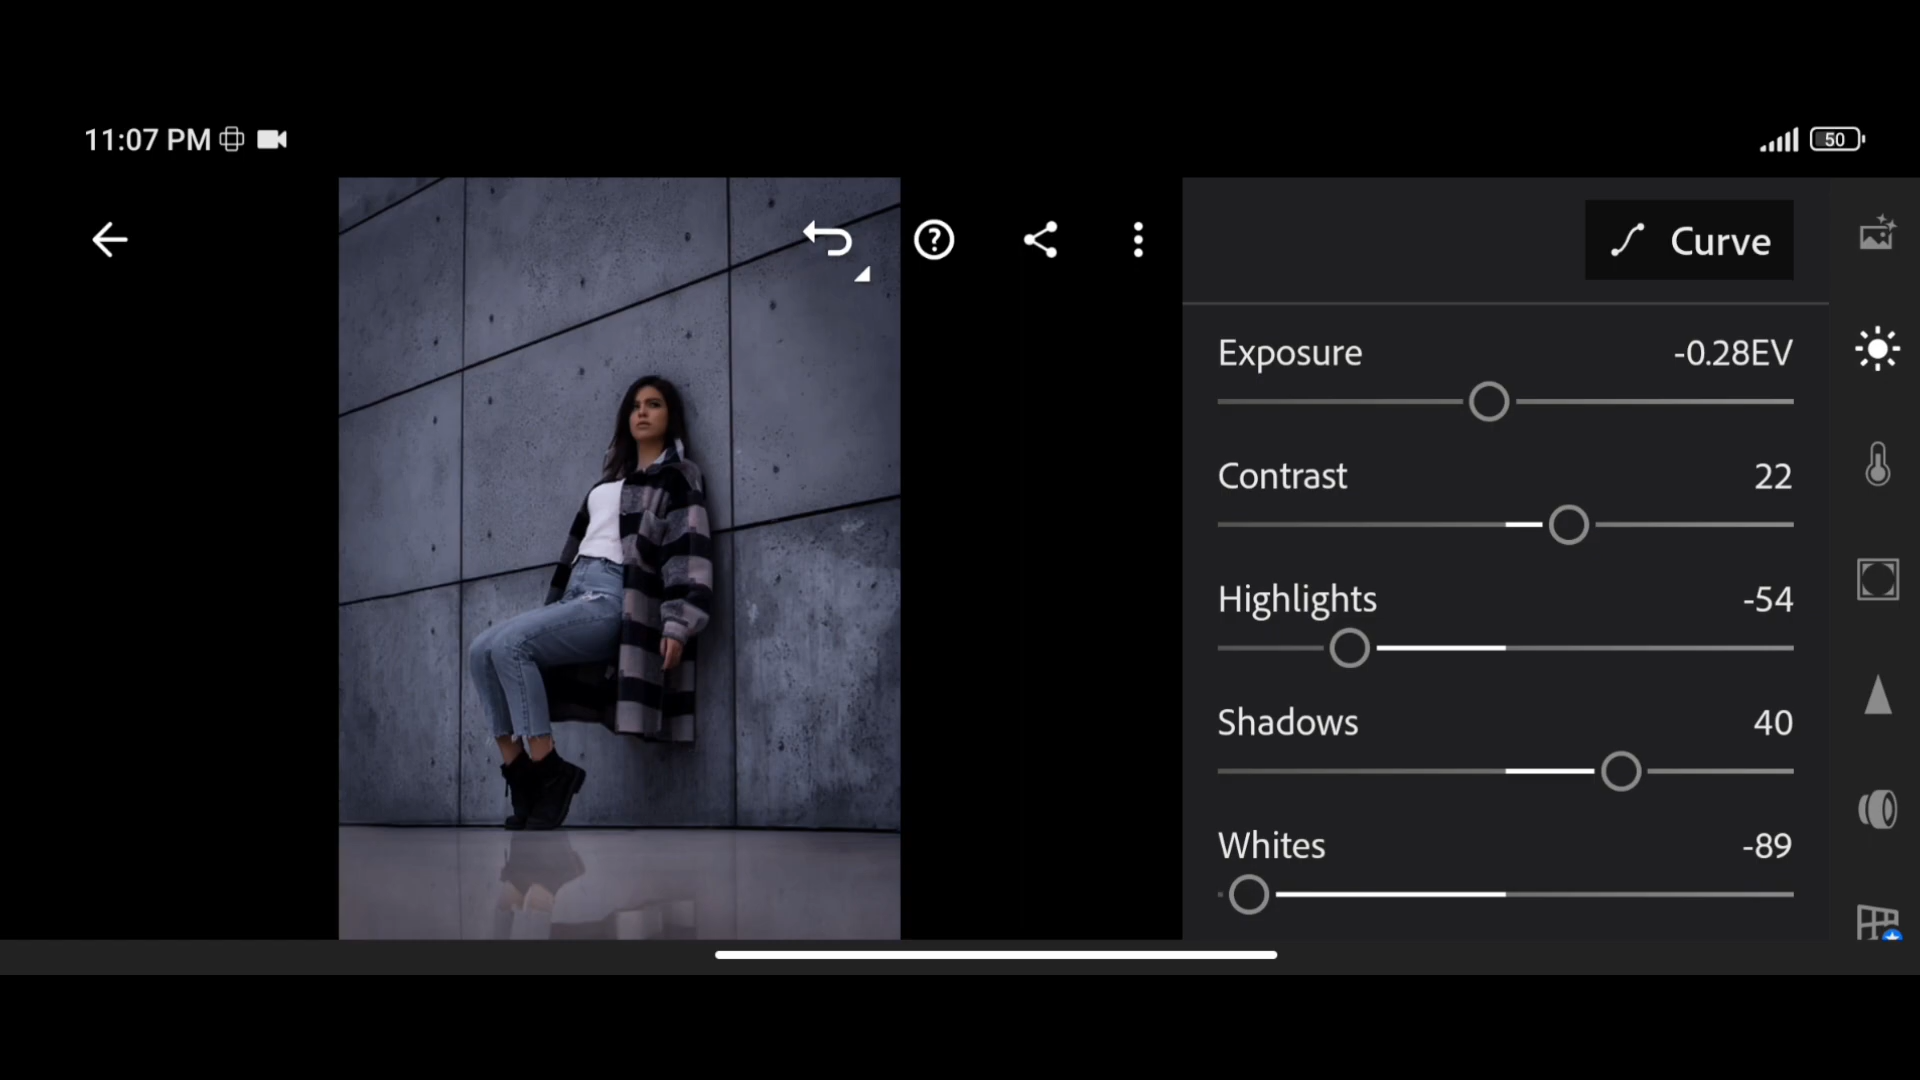 11:07 PM
50
Curve
Exposure -0.28EV
Contrast 22
Highlights -54
Shadows 40
Whites -89